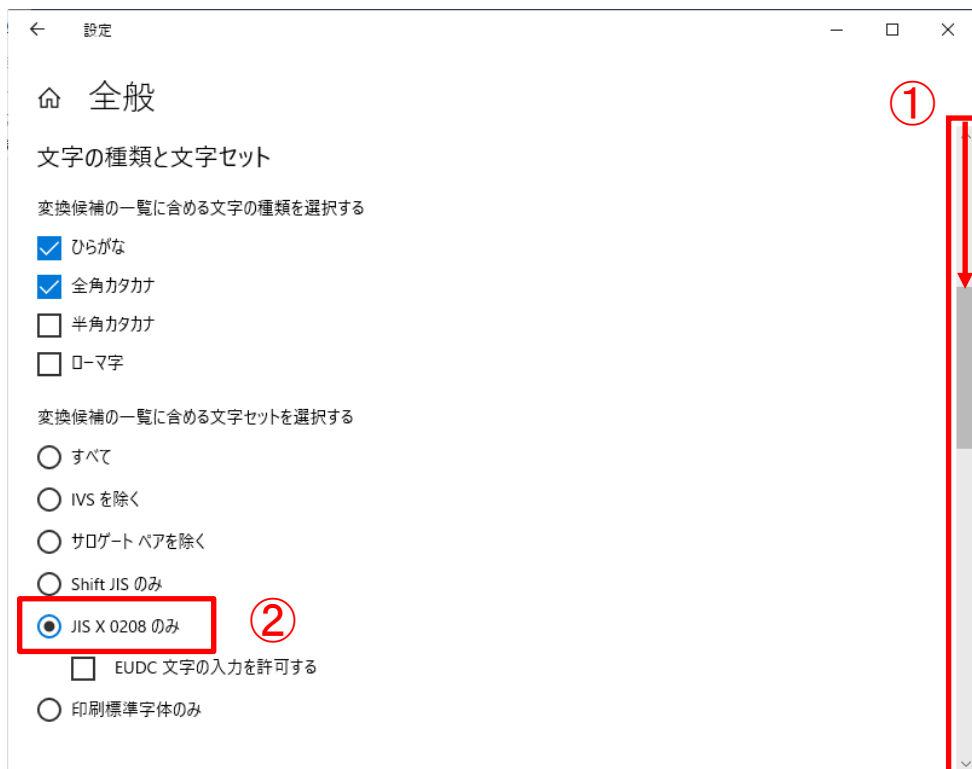 設定
全般
①
文字の種類と文字セット
変換候補の一覧に含める文字の種類を選択する
ひらがな
全角カタカナ
半角カタカナ
ローマ字
変換候補の一覧に含める文字セットを選択する
すべて
IVS を除く
サロゲート ペアを除く
Shift JIS のみ
JIS X 0208 のみ
②
EUDC 文字の入力を許可する
印刷標準字体のみ